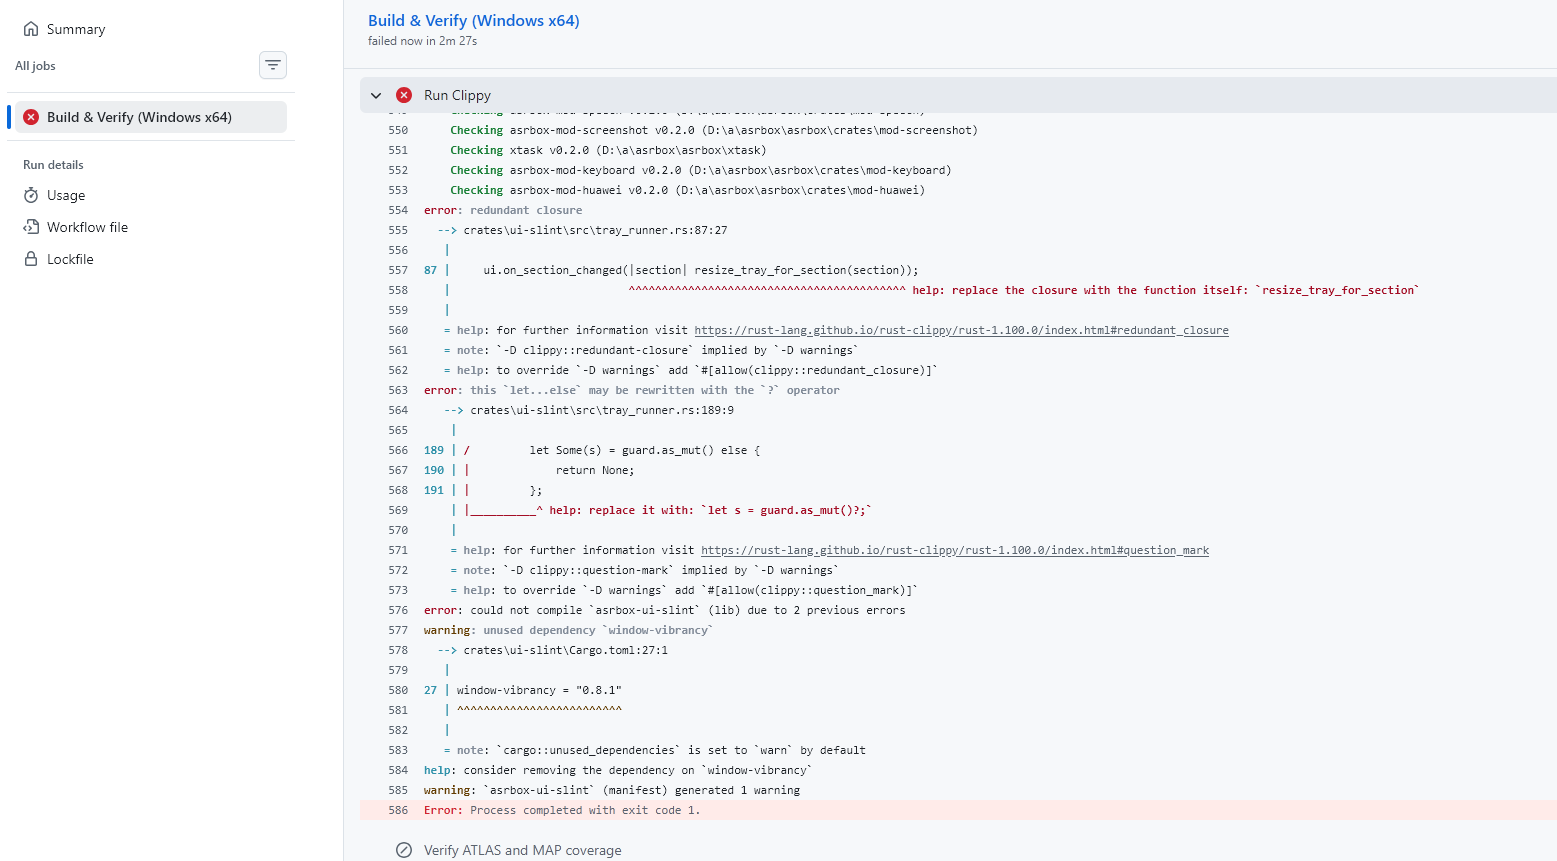 Summary
All jobs
Build & Verify (Windows x64)
Run details
Usage
Workflow file
Lockfile
Build & Verify (Windows x64)
failed now in 2m 27s
Run Clippy
550 Checking asrbox-mod-screenshot v0.2.0 (D:\a\asrbox\asrbox\crates\mod-screenshot)
551 Checking xtask v0.2.0 (D:\a\asrbox\asrbox\xtask)
552 Checking asrbox-mod-keyboard v0.2.0 (D:\a\asrbox\asrbox\crates\mod-keyboard)
553 Checking asrbox-mod-huawei v0.2.0 (D:\a\asrbox\asrbox\crates\mod-huawei)
554 error: redundant closure
555 --> crates\ui-slint\src\tray_runner.rs:87:27
556 |
557 87 | ui.on_section_changed(|section| resize_tray_for_section(section));
558 | ^^^^^^^^^^^^^^^^^^^^^^^^^^^^^^^^^^^^^^^^^^ help: replace the closure with the function itself: `resize_tray_for_section`
559 |
560 = help: for further information visit https://rust-lang.github.io/rust-clippy/rust-1.100.0/index.html#redundant_closure
561 = note: `-D clippy::redundant-closure` implied by `-D warnings`
562 = help: to override `-D warnings` add `#[allow(clippy::redundant_closure)]`
563 error: this `let...else` may be rewritten with the `?` operator
564 --> crates\ui-slint\src\tray_runner.rs:189:9
565 |
566 189 | / let Some(s) = guard.as_mut() else {
567 190 | | return None;
568 191 | | };
569 | |__________^ help: replace it with: `let s = guard.as_mut()?;`
570 |
571 = help: for further information visit https://rust-lang.github.io/rust-clippy/rust-1.100.0/index.html#question_mark
572 = note: `-D clippy::question-mark` implied by `-D warnings`
573 = help: to override `-D warnings` add `#[allow(clippy::question_mark)]`
576 error: could not compile `asrbox-ui-slint` (lib) due to 2 previous errors
577 warning: unused dependency `window-vibrancy`
578 --> crates\ui-slint\Cargo.toml:27:1
579 |
580 27 | window-vibrancy = "0.8.1"
581 | ^^^^^^^^^^^^^^^^^^^^^^^^^
582 |
583 = note: `cargo::unused_dependencies` is set to `warn` by default
584 help: consider removing the dependency on `window-vibrancy`
585 warning: `asrbox-ui-slint` (manifest) generated 1 warning
586 Error: Process completed with exit code 1.
Verify ATLAS and MAP coverage